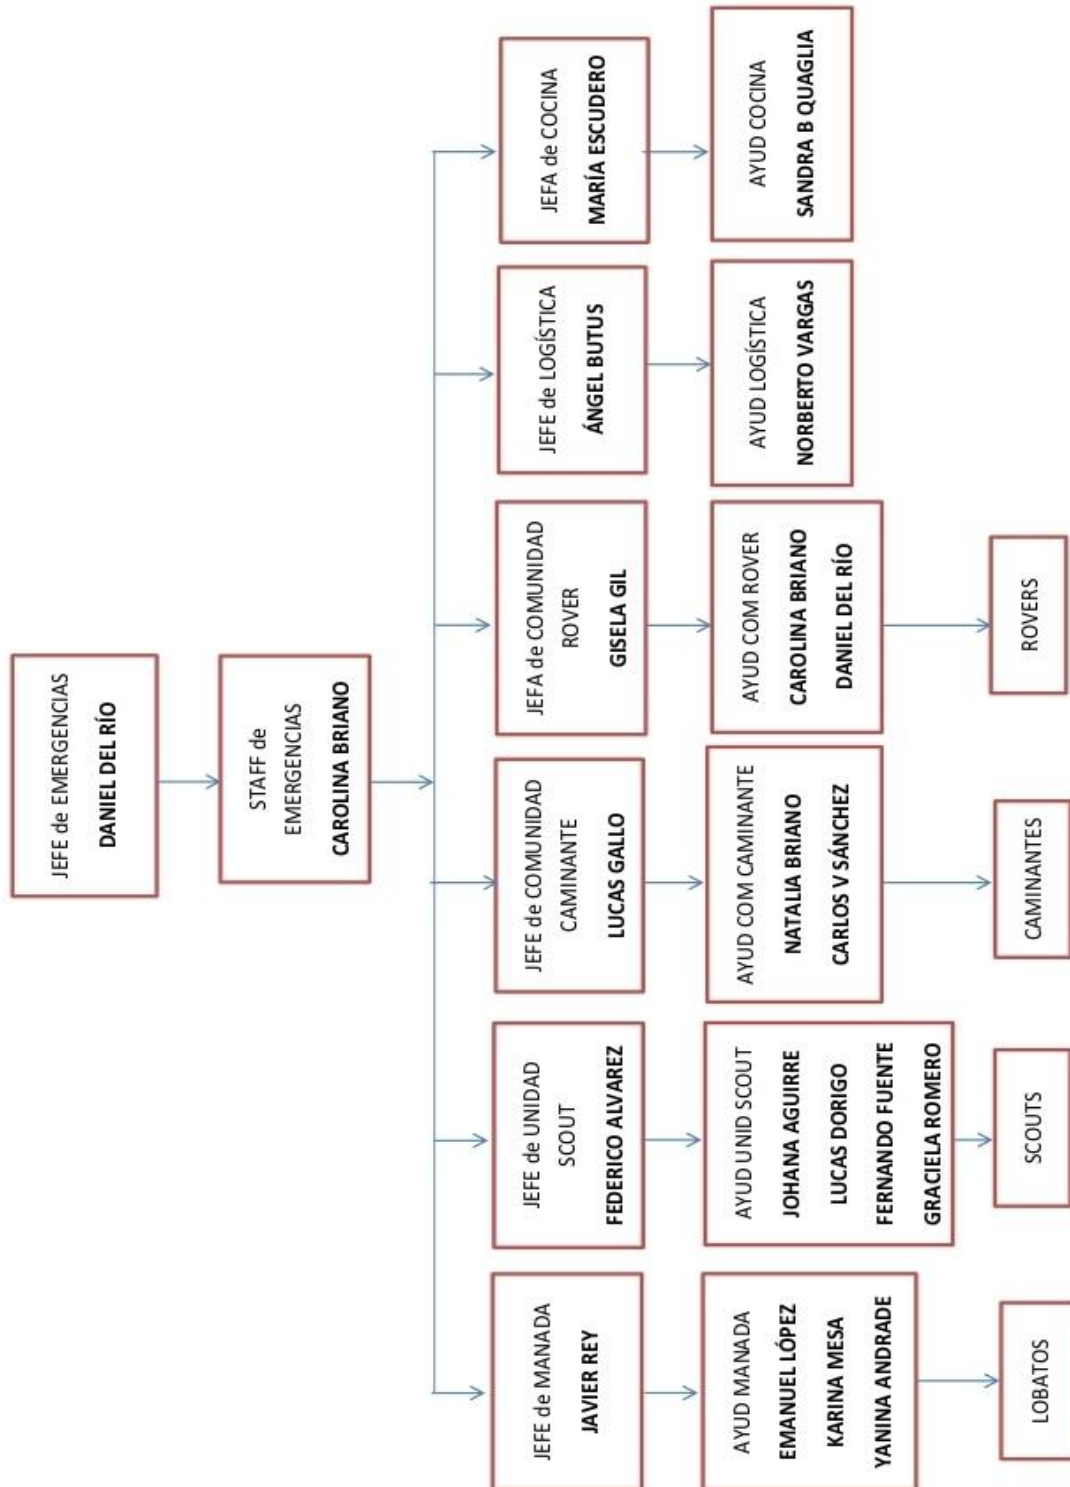 JEFE de EMERGENCIAS
DANIEL DEL RÍO
STAFF de
EMERGENCIAS
CAROLINA BRIANO
JEFE de MANADA
JAVIER REY
JEFE de UNIDAD
SCOUT
FEDERICO ALVAREZ
JEFE de COMUNIDAD
CAMINANTE
LUCAS GALLO
JEFA de COMUNIDAD
ROVER
GISELA GIL
JEFE de LOGÍSTICA
ÁNGEL BUTUS
JEFA de COCINA
MARÍA ESCUDERO
AYUD MANADA
EMANUEL LÓPEZ
KARINA MESA
YANINA ANDRADE
AYUD UNID SCOUT
JOHANA AGUIRRE
LUCAS DORIGO
FERNANDO FUENTE
GRACIELA ROMERO
AYUD COM CAMINANTE
NATALIA BRIANO
CARLOS V SÁNCHEZ
AYUD COM ROVER
CAROLINA BRIANO
DANIEL DEL RÍO
AYUD LOGÍSTICA
NORBERTO VARGAS
AYUD COCINA
SANDRA B QUAGLIA
LOBATOS
SCOUTS
CAMINANTES
ROVERS